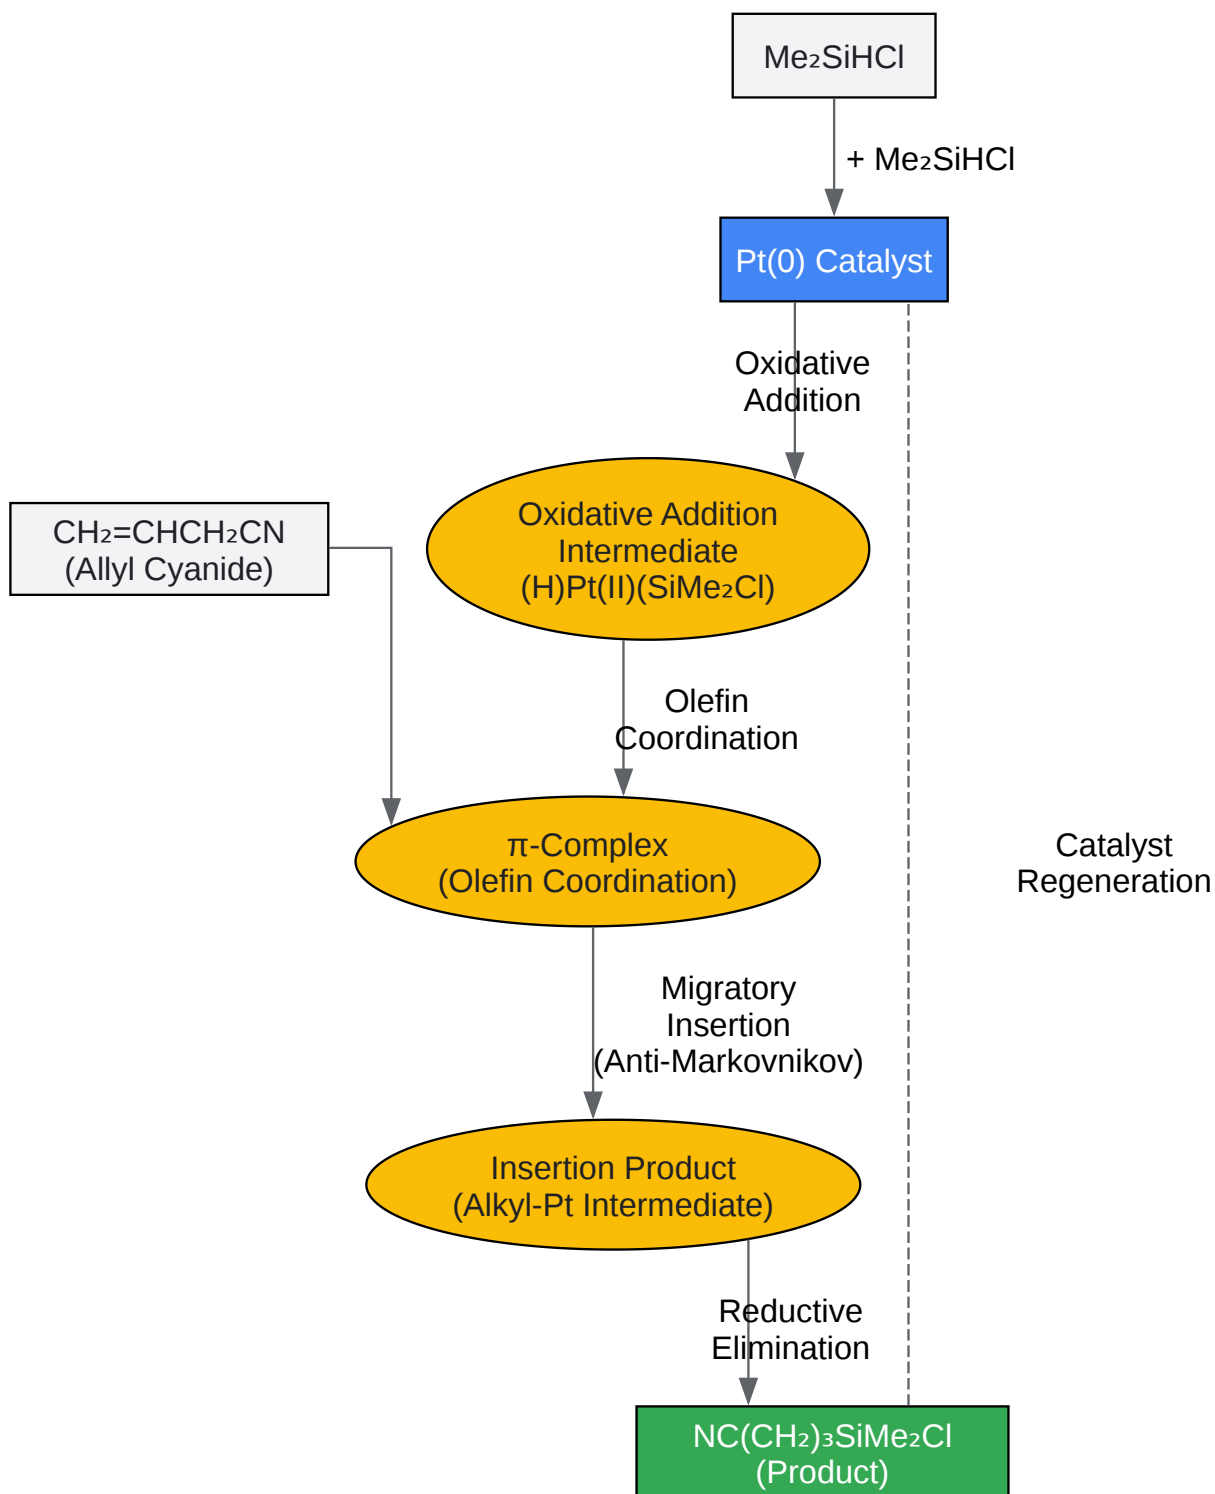 Me₂SiHCl
+ Me₂SiHCl
Pt(0) Catalyst
Oxidative
Addition
Oxidative Addition
Intermediate
(H)Pt(II)(SiMe₂Cl)
CH₂=CHCH₂CN
(Allyl Cyanide)
Olefin
Coordination
π-Complex
(Olefin Coordination)
Catalyst
Regeneration
Migratory
Insertion
(Anti-Markovnikov)
Insertion Product
(Alkyl-Pt Intermediate)
Reductive
Elimination
NC(CH₂)₃SiMe₂Cl
(Product)